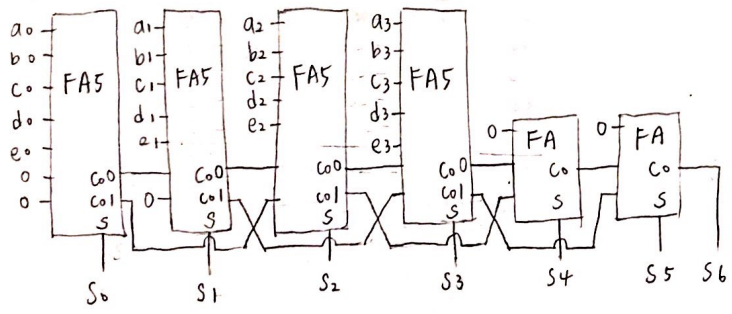 a0 b0 c0 d0 e0 0 0 FA5 Co0 Co1 S
a1 b1 c1 d1 e1 0 FA5 Co0 Co1 S
a2 b2 c2 d2 e2 FA5 Co0 Co1 S
a3 b3 c3 d3 e3 FA5 Co0 Co1 S
0 FA Co S
0 FA Co S
S0 S1 S2 S3 S4 S5 S6